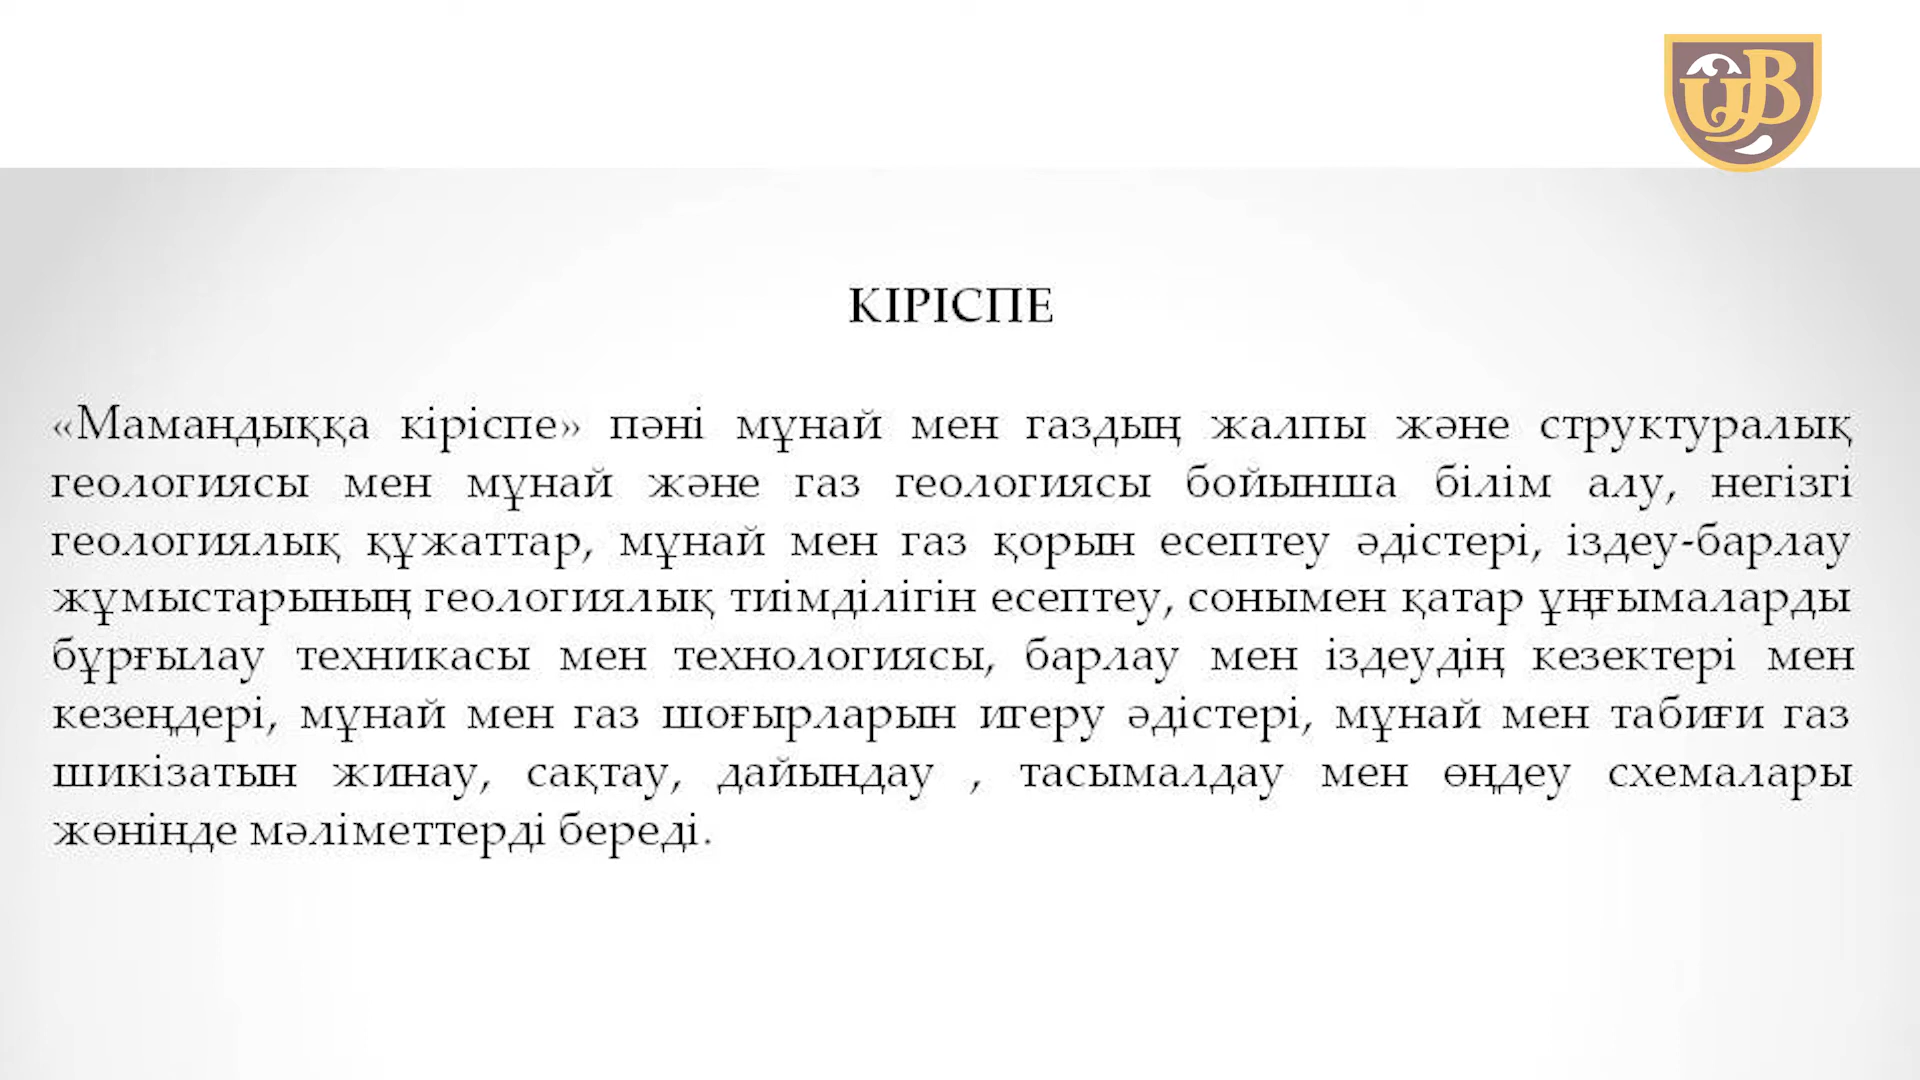 КІРІСПЕ
«Мамандыққа кіріспе» пәні мұнай мен газдың жалпы және структуралық
геологиясы мен мұнай және газ геологиясы бойынша білім алу, негізгі
геологиялық құжаттар, мұнай мен газ қорын есептеу әдістері, іздеу-барлау
жұмыстарының геологиялық тиімділігін есептеу, сонымен қатар ұңғымаларды
бұрғылау техникасы мен технологиясы, барлау мен іздеудің кезектері мен
кезеңдері, мұнай мен газ шоғырларын игеру әдістері, мұнай мен табиғи газ
шикізатын жинау, сақтау, дайындау , тасымалдау мен өңдеу схемалары
жөнінде мәліметтерді береді.